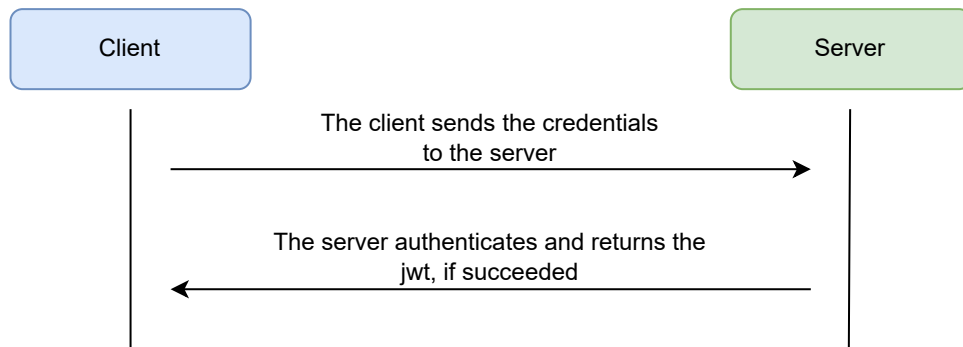 Client
Server
The client sends the credentials
to the server
The server authenticates and returns the
jwt, if succeeded